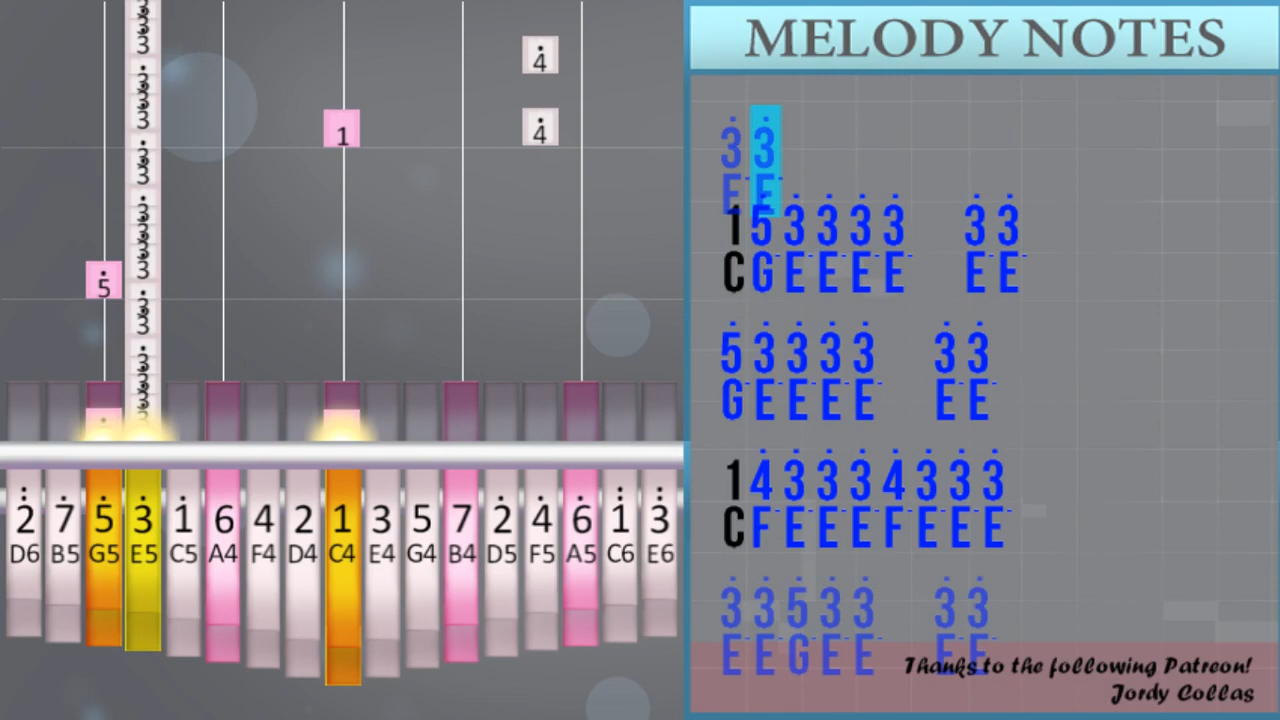 MELODY NOTES
3̇ 3̇
E E
1 5̇ 3̇ 3̇ 3̇ 3̇ 3̇ 3̇
C G E E E E E E
5̇ 3̇ 3̇ 3̇ 3̇ 3̇ 3̇
G E E E E E E
1 4̇ 3̇ 3̇ 3̇ 4̇ 3̇ 3̇ 3̇
C F E E E F E E E
3̇ 3̇ 5̇ 3̇ 3̇ 3̇ 3̇
E E G E E E E
Thanks to the following Patreon!
Jordy Collas
4̇
4̇
1
5̇
2̈ 7̇ 5̇ 3̇ 1̇ 6 4 2 1 3 5 7 2̇ 4̇ 6̇ 1̈ 3̈
D6 B5 G5 E5 C5 A4 F4 D4 C4 E4 G4 B4 D5 F5 A5 C6 E6